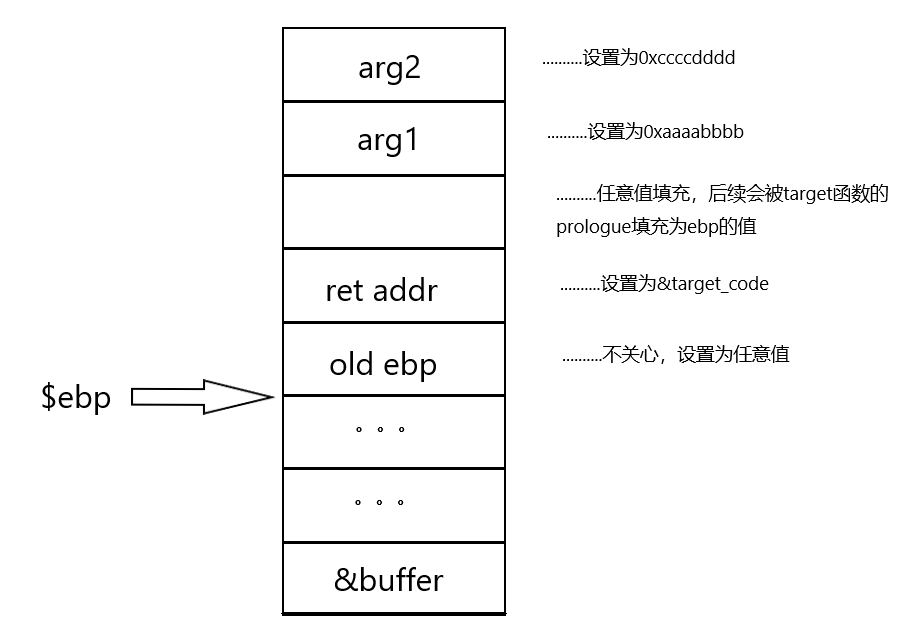 arg2
..........设置为0xccccdddd
arg1
..........设置为0xaaaabbbb
..........任意值填充，后续会被target函数的
prologue填充为ebp的值
ret addr
..........设置为&target_code
old ebp
..........不关心，设置为任意值
$ebp
。。。
。。。
&buffer